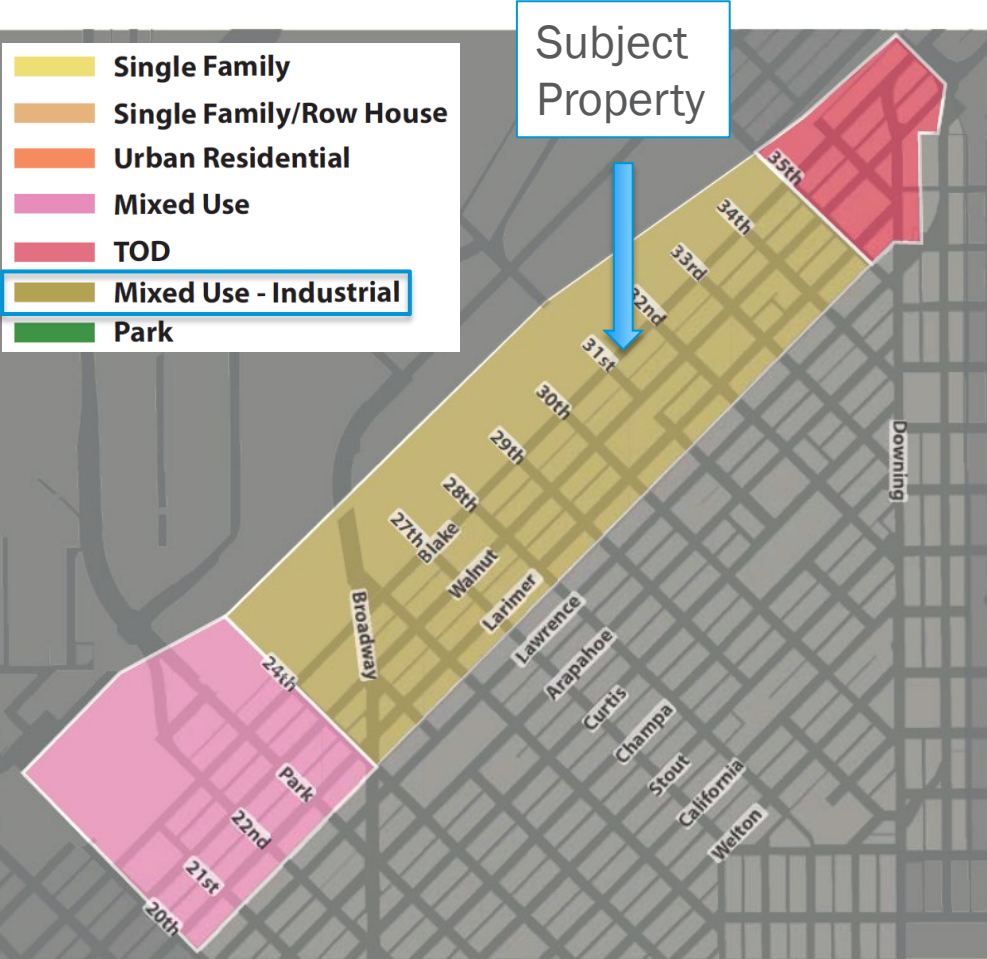 Subject
Property
Single Family
Single Family/Row House
Urban Residential
Mixed Use
TOD
Mixed Use - Industrial
Park
35th
34th
33rd
32nd
31st
30th
29th
28th
27th
Blake
Walnut
Larimer
Lawrence
Arapahoe
Curtis
Champa
Stout
California
Welton
Downing
Broadway
24th
Park
22nd
21st
20th